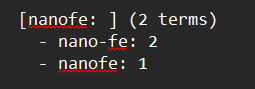 [nanofe: ] (2 terms)
- nano-fe: 2
- nanofe: 1